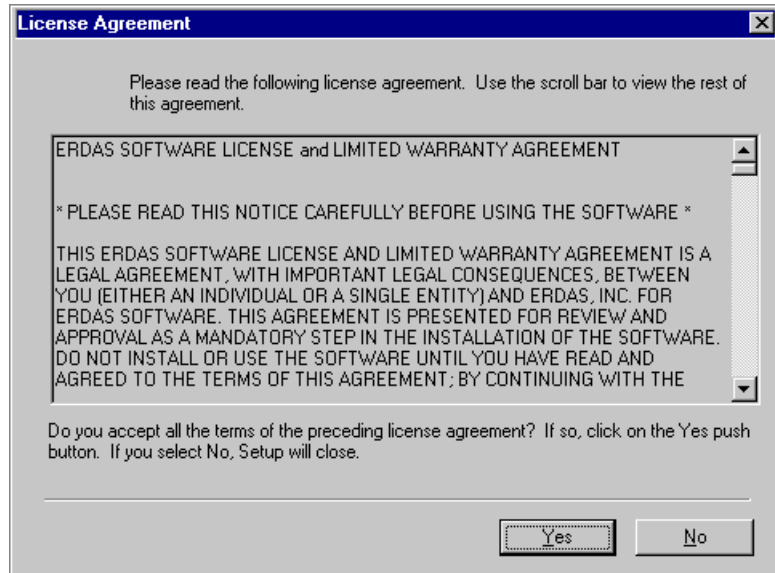 License Agreement
Please read the following license agreement. Use the scroll bar to view the rest of
this agreement.
ERDAS SOFTWARE LICENSE and LIMITED WARRANTY AGREEMENT
* PLEASE READ THIS NOTICE CAREFULLY BEFORE USING THE SOFTWARE *
THIS ERDAS SOFTWARE LICENSE AND LIMITED WARRANTY AGREEMENT IS A
LEGAL AGREEMENT, WITH IMPORTANT LEGAL CONSEQUENCES, BETWEEN
YOU (EITHER AN INDIVIDUAL OR A SINGLE ENTITY) AND ERDAS, INC. FOR
ERDAS SOFTWARE. THIS AGREEMENT IS PRESENTED FOR REVIEW AND
APPROVAL AS A MANDATORY STEP IN THE INSTALLATION OF THE SOFTWARE.
DO NOT INSTALL OR USE THE SOFTWARE UNTIL YOU HAVE READ AND
AGREED TO THE TERMS OF THIS AGREEMENT; BY CONTINUING WITH THE
Do you accept all the terms of the preceding license agreement? If so, click on the Yes push
button. If you select No, Setup will close.
Yes
No